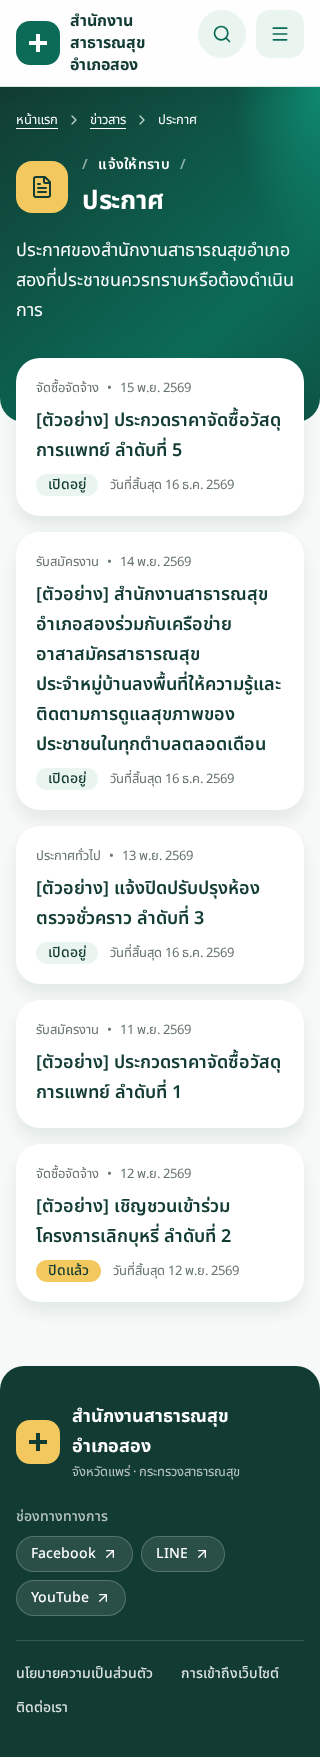 สำนักงาน
สาธารณสุข
อำเภอสอง
หน้าแรก > ข่าวสาร > ประกาศ
/ แจ้งให้ทราบ /
ประกาศ
ประกาศของสำนักงานสาธารณสุขอำเภอ
สองที่ประชาชนควรทราบหรือต้องดำเนิน
การ
จัดซื้อจัดจ้าง • 15 พ.ย. 2569
[ตัวอย่าง] ประกวดราคาจัดซื้อวัสดุ
การแพทย์ ลำดับที่ 5
เปิดอยู่ วันที่สิ้นสุด 16 ธ.ค. 2569
รับสมัครงาน • 14 พ.ย. 2569
[ตัวอย่าง] สำนักงานสาธารณสุข
อำเภอสองร่วมกับเครือข่าย
อาสาสมัครสาธารณสุข
ประจำหมู่บ้านลงพื้นที่ให้ความรู้และ
ติดตามการดูแลสุขภาพของ
ประชาชนในทุกตำบลตลอดเดือน
เปิดอยู่ วันที่สิ้นสุด 16 ธ.ค. 2569
ประกาศทั่วไป • 13 พ.ย. 2569
[ตัวอย่าง] แจ้งปิดปรับปรุงห้อง
ตรวจชั่วคราว ลำดับที่ 3
เปิดอยู่ วันที่สิ้นสุด 16 ธ.ค. 2569
รับสมัครงาน • 11 พ.ย. 2569
[ตัวอย่าง] ประกวดราคาจัดซื้อวัสดุ
การแพทย์ ลำดับที่ 1
จัดซื้อจัดจ้าง • 12 พ.ย. 2569
[ตัวอย่าง] เชิญชวนเข้าร่วม
โครงการเลิกบุหรี่ ลำดับที่ 2
ปิดแล้ว วันที่สิ้นสุด 12 พ.ย. 2569
สำนักงานสาธารณสุข
อำเภอสอง
จังหวัดแพร่ · กระทรวงสาธารณสุข
ช่องทางทางการ
Facebook LINE
YouTube
นโยบายความเป็นส่วนตัว การเข้าถึงเว็บไซต์
ติดต่อเรา